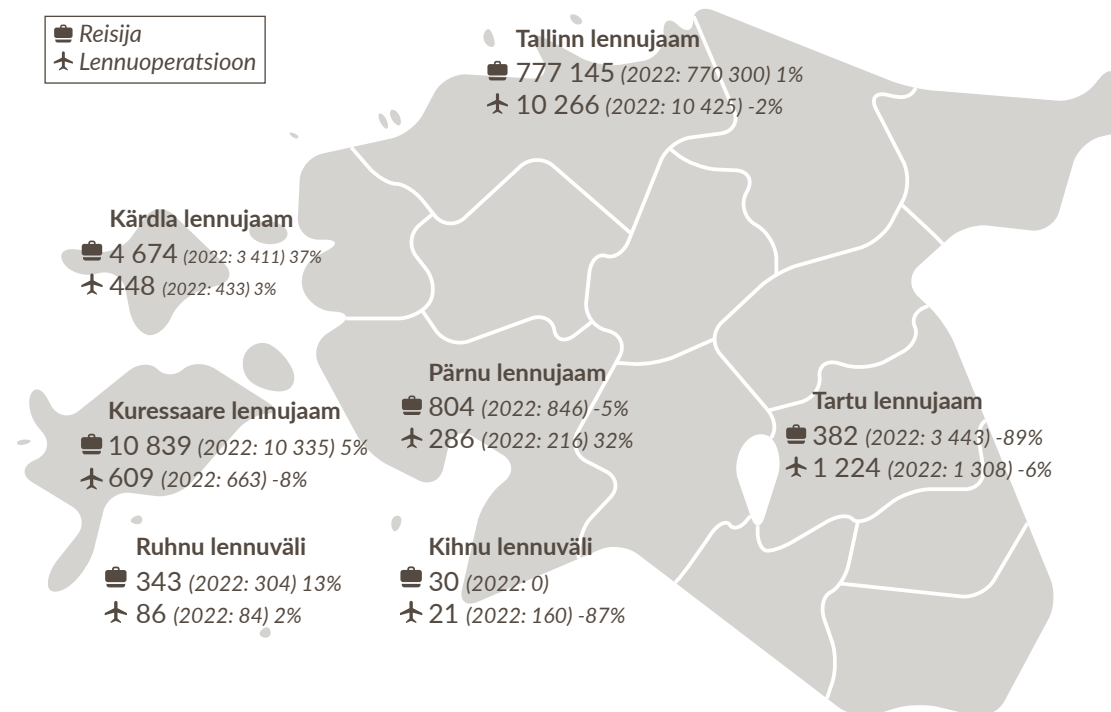 Reisija
Lennuoperatsioon
Tallinn lennujaam
777 145 (2022: 770 300) 1%
10 266 (2022: 10 425) -2%
Kärdla lennujaam
4 674 (2022: 3 411) 37%
448 (2022: 433) 3%
Pärnu lennujaam
804 (2022: 846) -5%
286 (2022: 216) 32%
Tartu lennujaam
382 (2022: 3 443) -89%
1 224 (2022: 1 308) -6%
Kuressaare lennujaam
10 839 (2022: 10 335) 5%
609 (2022: 663) -8%
Ruhnu lennuväli
343 (2022: 304) 13%
86 (2022: 84) 2%
Kihnu lennuväli
30 (2022: 0)
21 (2022: 160) -87%